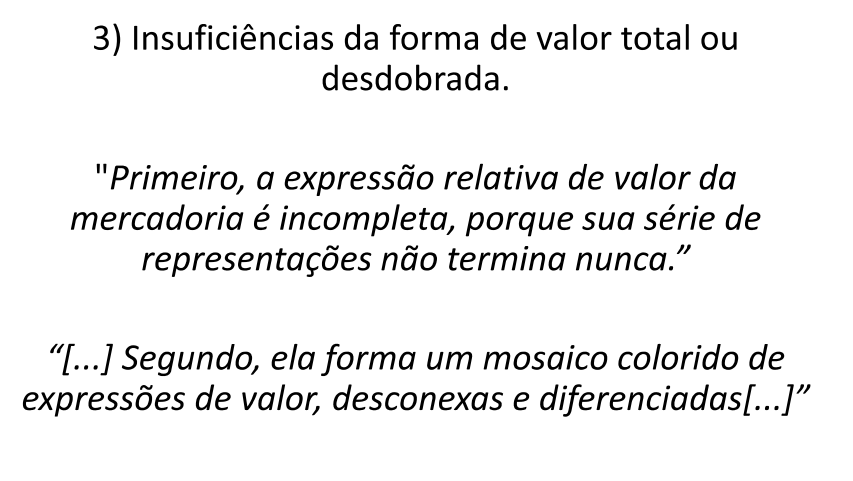 3) Insuficiências da forma de valor total ou
desdobrada.
"Primeiro, a expressão relativa de valor da
mercadoria é incompleta, porque sua série de
representações não termina nunca.”
“[...] Segundo, ela forma um mosaico colorido de
expressões de valor, desconexas e diferenciadas[...]”